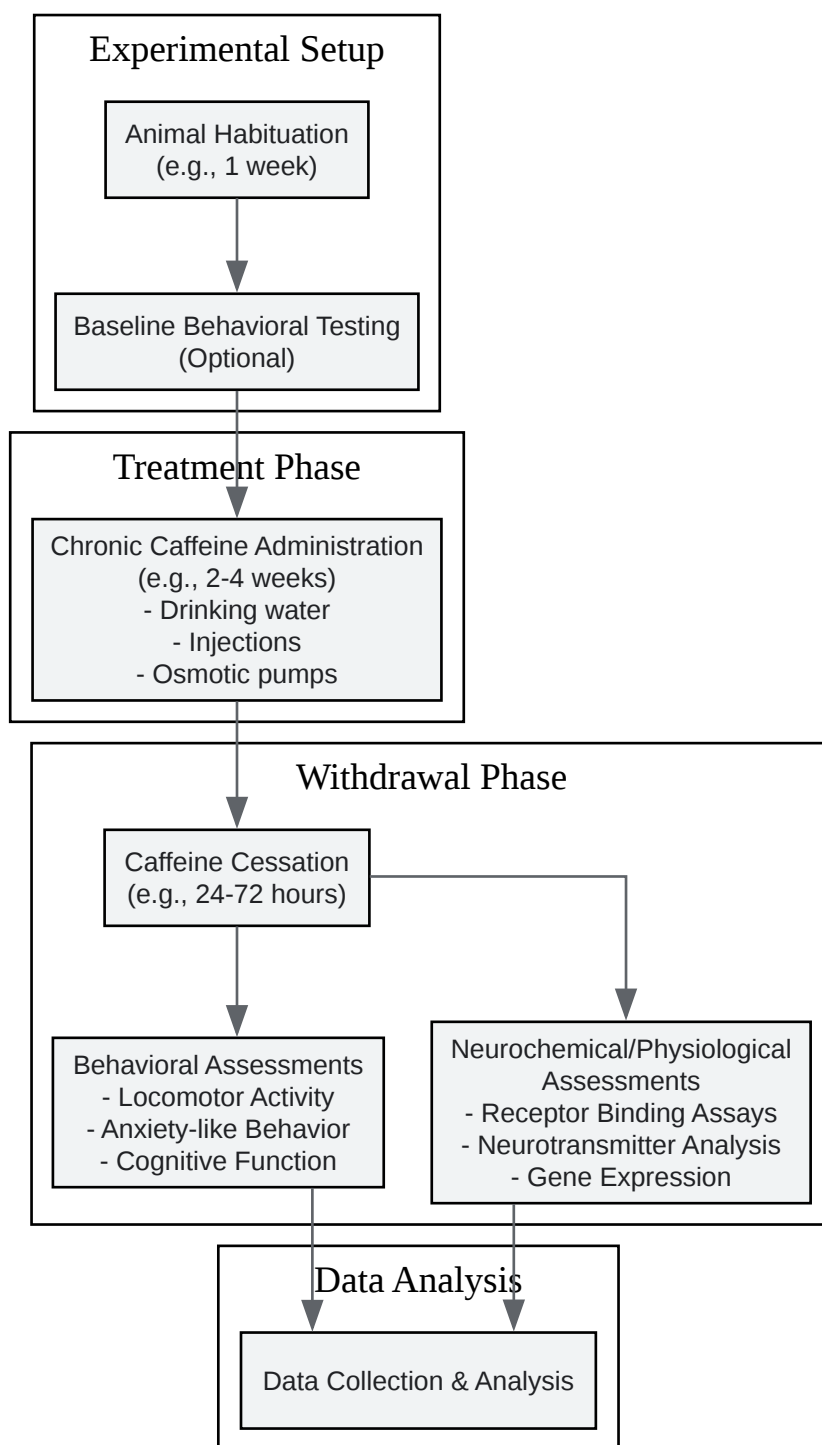 Experimental Setup
Animal Habituation
(e.g., 1 week)
Baseline Behavioral Testing
(Optional)
Treatment Phase
Chronic Caffeine Administration
(e.g., 2-4 weeks)
- Drinking water
- Injections
- Osmotic pumps
Withdrawal Phase
Caffeine Cessation
(e.g., 24-72 hours)
Behavioral Assessments
- Locomotor Activity
- Anxiety-like Behavior
- Cognitive Function
Neurochemical/Physiological
Assessments
- Receptor Binding Assays
- Neurotransmitter Analysis
- Gene Expression
Data Analysis
Data Collection & Analysis